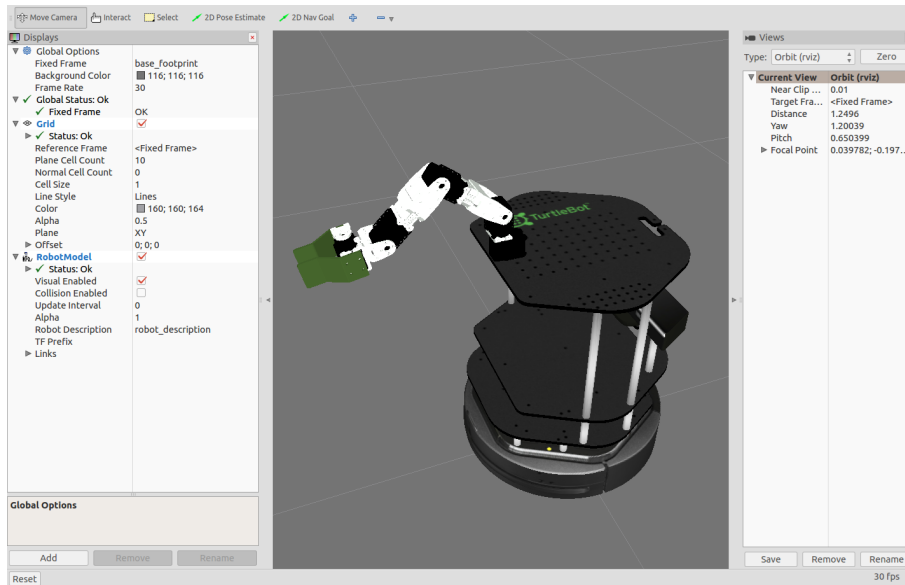 Move Camera Interact Select 2D Pose Estimate 2D Nav Goal
Displays
Global Options
Fixed Frame base_footprint
Background Color 116; 116; 116
Frame Rate 30
Global Status: Ok
Fixed Frame OK
Grid
Status: Ok
Reference Frame <Fixed Frame>
Plane Cell Count 10
Normal Cell Count 0
Cell Size 1
Line Style Lines
Color 160; 160; 164
Alpha 0.5
Plane XY
Offset 0; 0; 0
RobotModel
Status: Ok
Visual Enabled
Collision Enabled
Update Interval 0
Alpha 1
Robot Description robot_description
TF Prefix
Links
Global Options
Add Remove Rename
Reset
TurtleBot
Views
Type: Orbit (rviz) Zero
Current View Orbit (rviz)
Near Clip ... 0.01
Target Fra... <Fixed Frame>
Distance 1.2496
Yaw 1.20039
Pitch 0.650399
Focal Point 0.039782; -0.197...
Save Remove Rename
30 fps